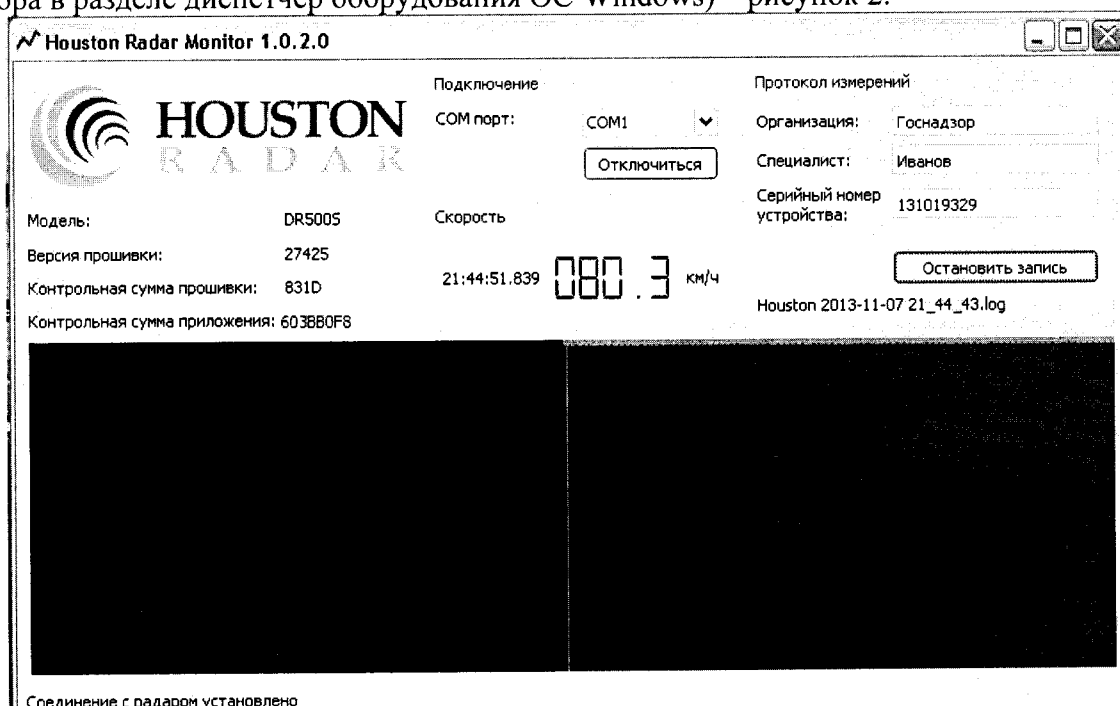 ора в разделе диспетчер оборудования ОС Windows) – рисунок 2.
Houston Radar Monitor 1.0.2.0
HOUSTON
RADAR
Подключение
COM порт: COM1
Отключиться
Протокол измерений
Организация: Госнадзор
Специалист: Иванов
Серийный номер устройства: 131019329
Модель: DR500S
Версия прошивки: 27425
Контрольная сумма прошивки: 831D
Контрольная сумма приложения: 603BB0F8
Скорость
21:44:51.839 080.3 км/ч
Остановить запись
Houston 2013-11-07 21_44_43.log
Соединение с радаром установлено